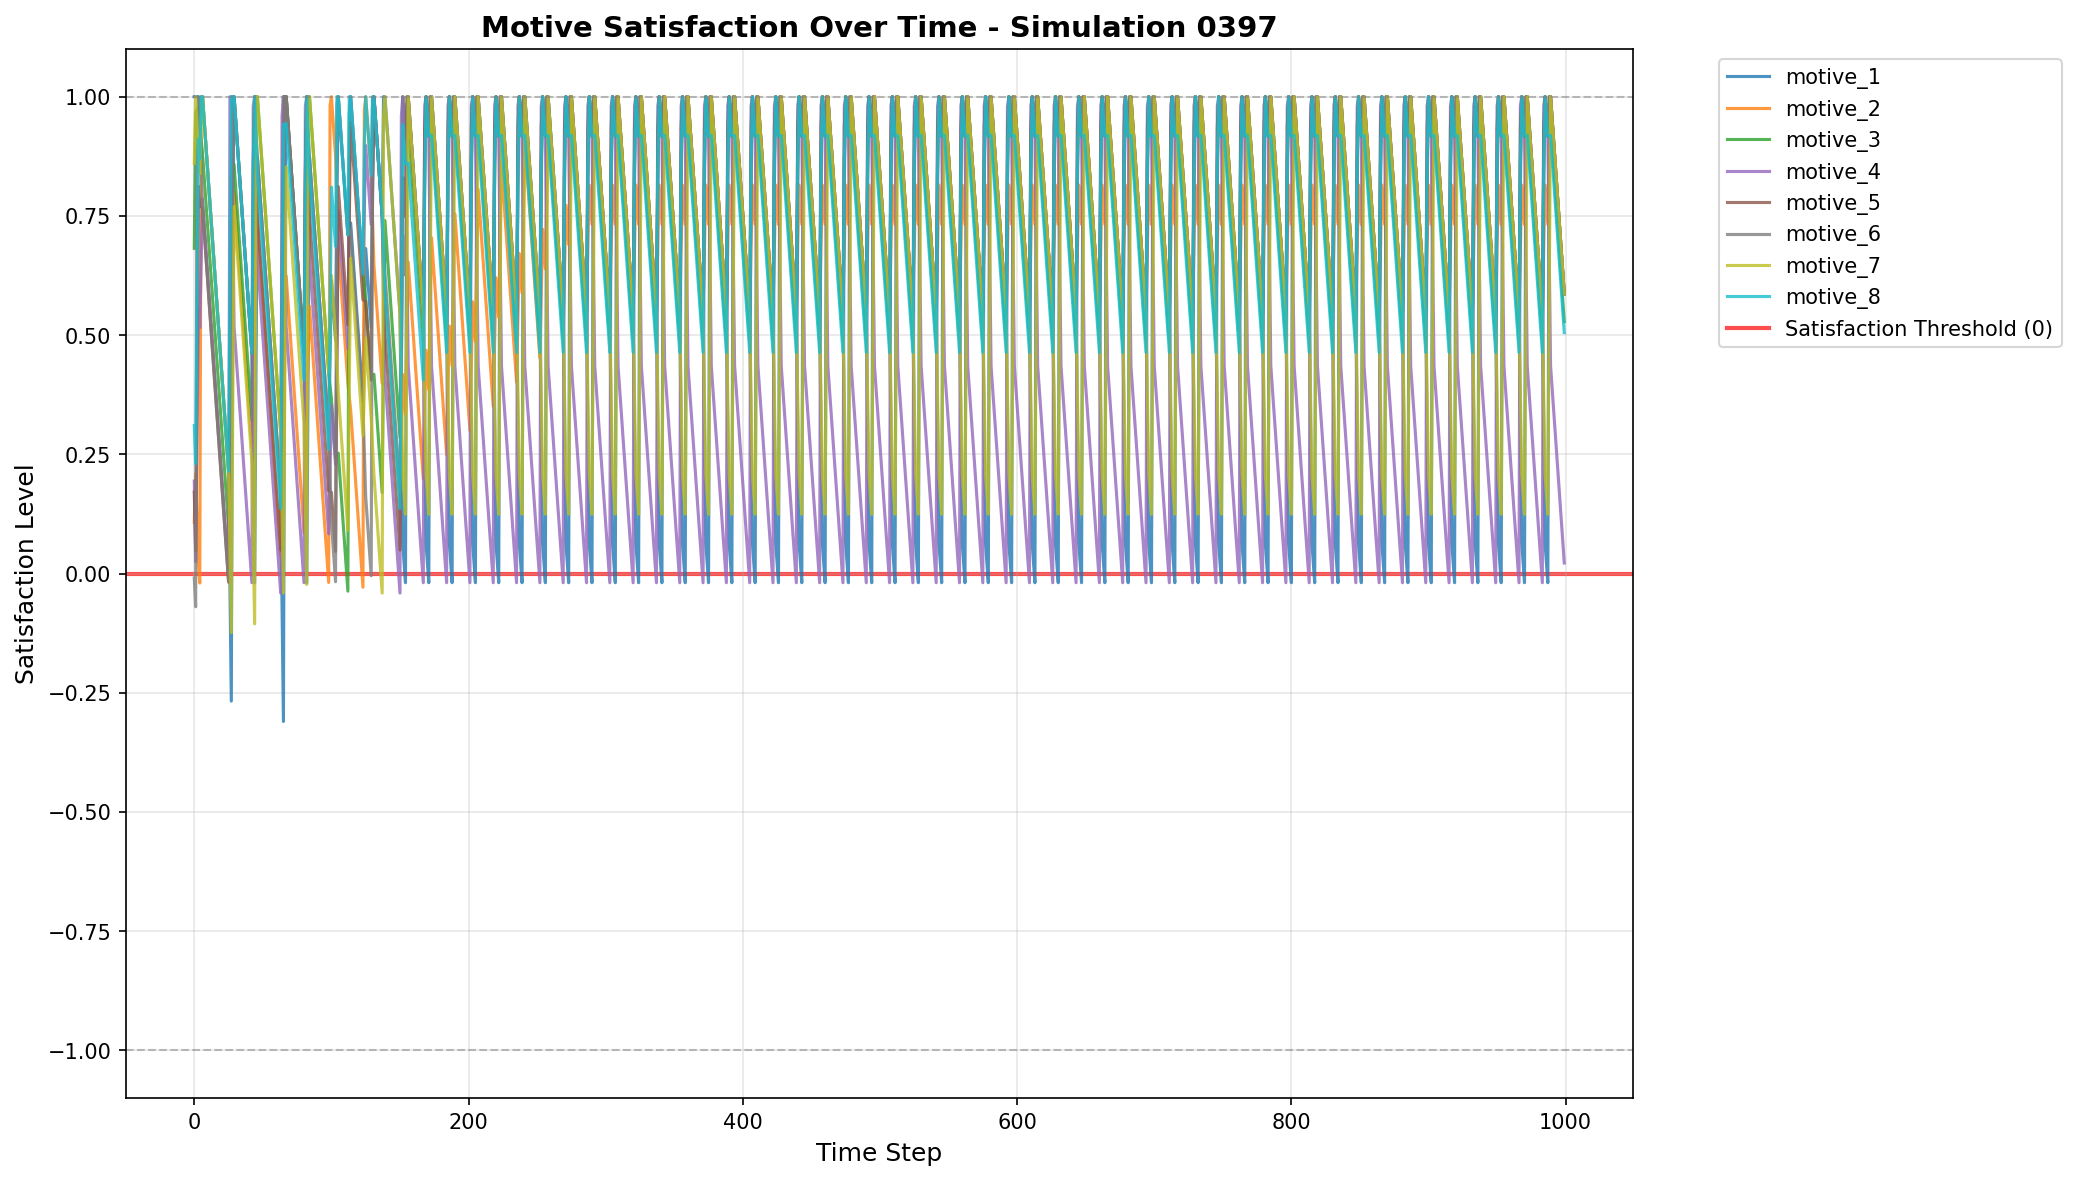 Motive Satisfaction Over Time - Simulation 0397
Satisfaction Level
1.00
0.75
0.50
0.25
0.00
−0.25
−0.50
−0.75
−1.00
0
200
400
600
800
1000
Time Step
motive_1
motive_2
motive_3
motive_4
motive_5
motive_6
motive_7
motive_8
Satisfaction Threshold (0)